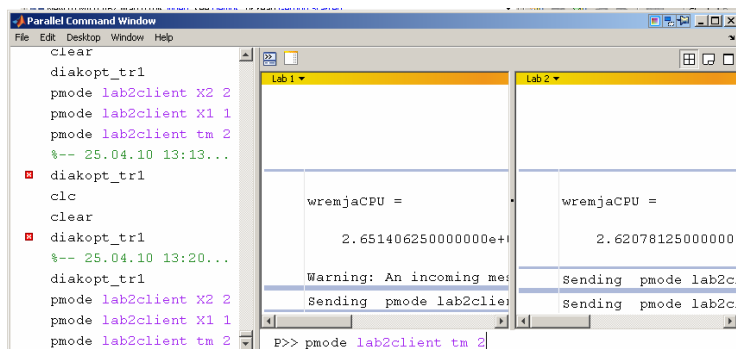 Parallel Command Window
File Edit Desktop Window Help
clear
diakopt_tr1
pmode lab2client X2 2
pmode lab2client X1 1
pmode lab2client tm 2
%-- 25.04.10 13:13...
diakopt_tr1
clc
clear
diakopt_tr1
%-- 25.04.10 13:20...
diakopt_tr1
pmode lab2client X2 2
pmode lab2client X1 1
pmode lab2client tm 2
Lab 1
wremjaCPU =
2.651406250000000e+
Warning: An incoming mes
Sending pmode lab2clien
Lab 2
wremjaCPU =
2.62078125000000
Sending pmode lab2c
Sending pmode lab2c
P>> pmode lab2client tm 2